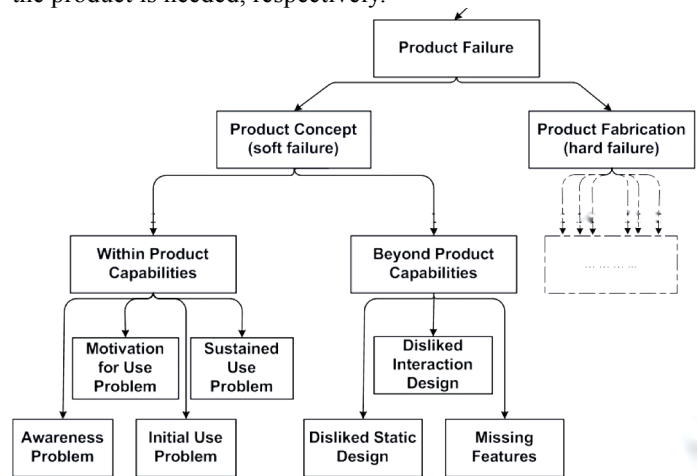 the product is needed, respectively.
Product Failure
Product Concept
(soft failure)
Product Fabrication
(hard failure)
Within Product
Capabilities
Beyond Product
Capabilities
... ... ... ...
Motivation
for Use
Problem
Sustained
Use
Problem
Disliked
Interaction
Design
Awareness
Problem
Initial Use
Problem
Disliked Static
Design
Missing
Features